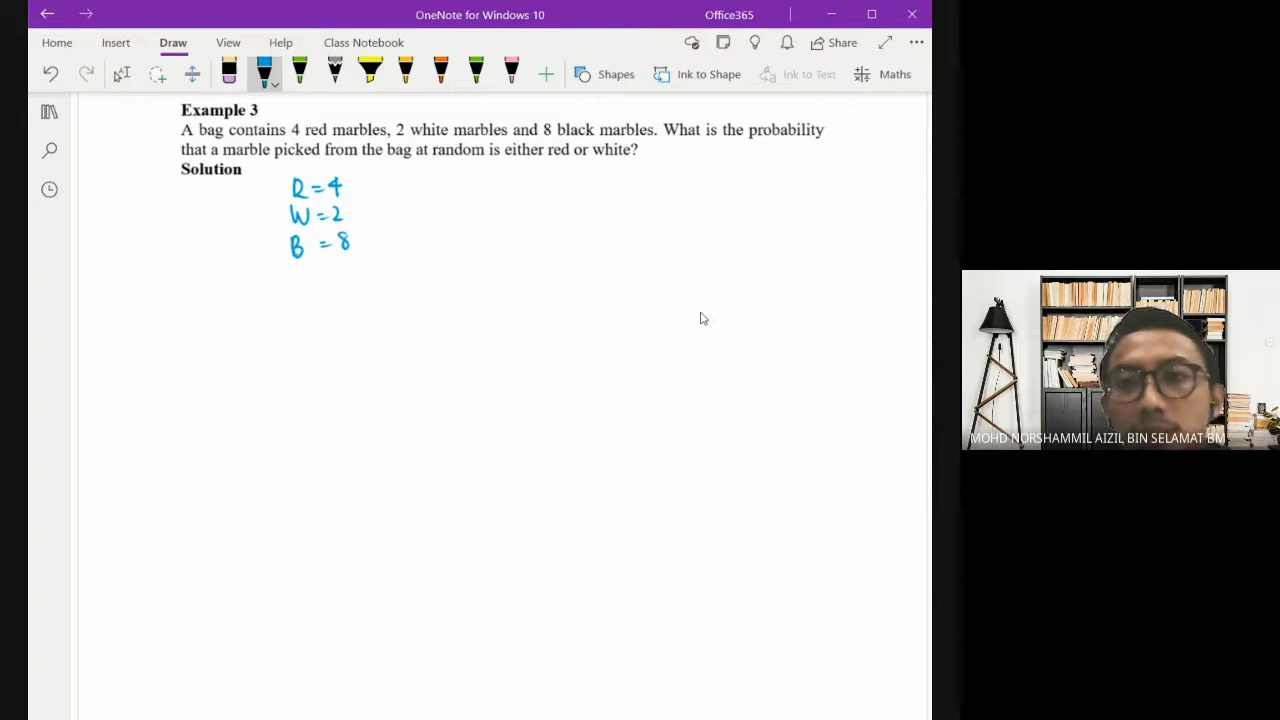 OneNote for Windows 10
Office365
Home
Insert
Draw
View
Help
Class Notebook
Share
Shapes
Ink to Shape
Ink to Text
Maths
Example 3
A bag contains 4 red marbles, 2 white marbles and 8 black marbles. What is the probability
that a marble picked from the bag at random is either red or white?
Solution
R = 4
W = 2
B = 8
MOHD NORSHAMMIL AIZIL BIN SELAMAT BM